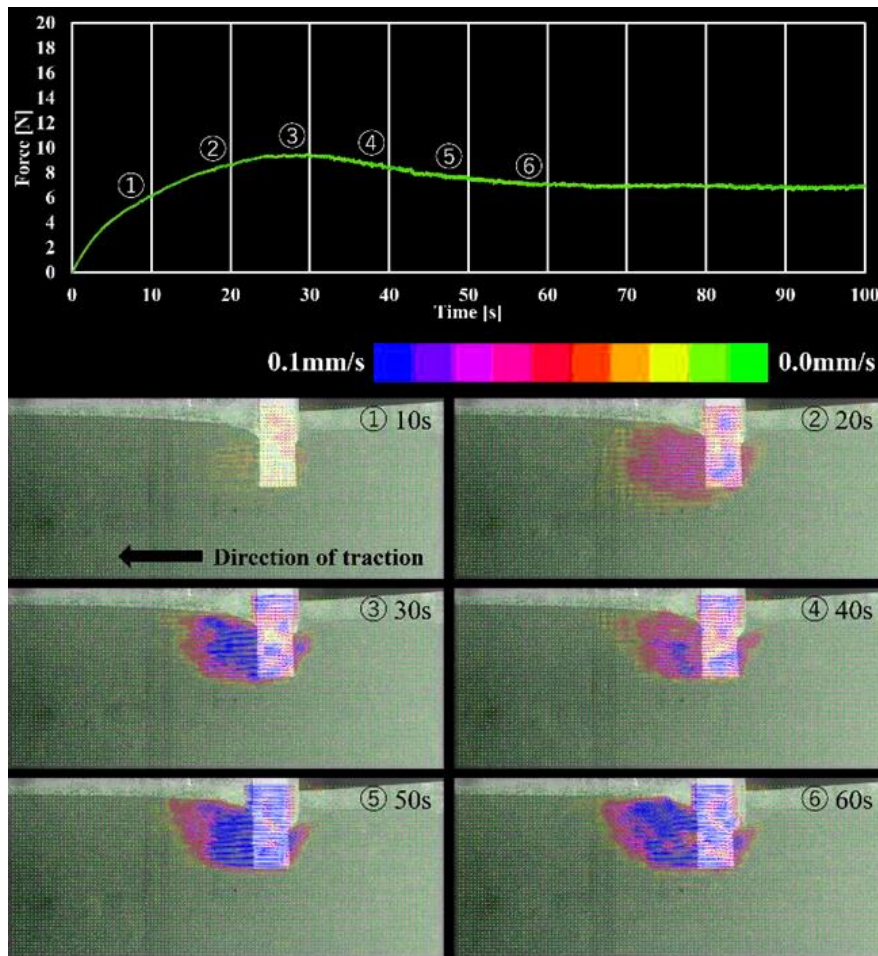 20
18
16
14
12
10
8
6
4
2
0
Force [N]
① ② ③ ④ ⑤ ⑥
0 10 20 30 40 50 60 70 80 90 100
Time [s]
0.1mm/s 0.0mm/s
① 10s
② 20s
Direction of traction
③ 30s
④ 40s
⑤ 50s
⑥ 60s